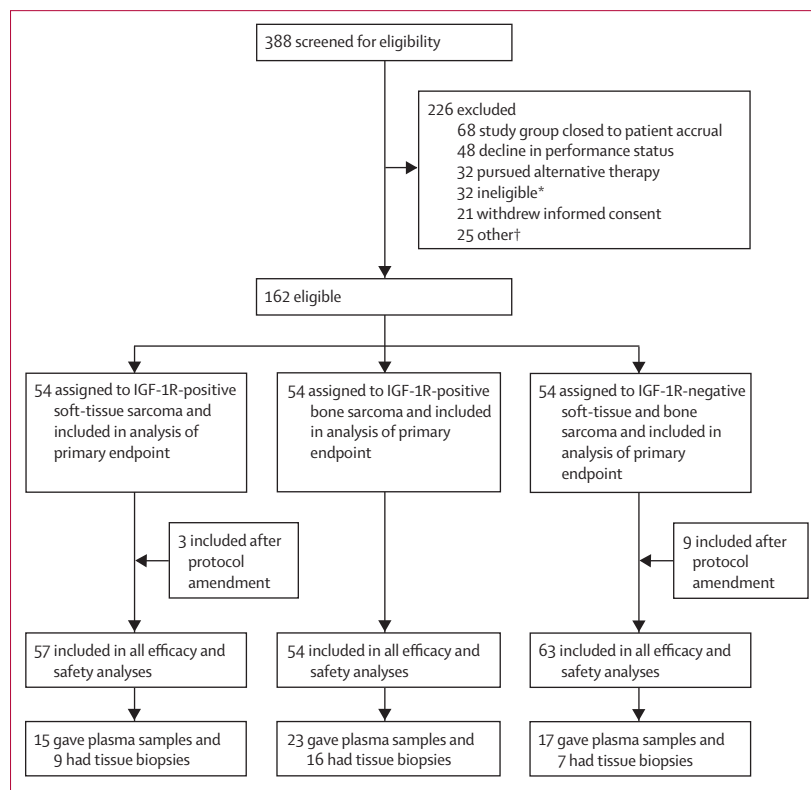 388 screened for eligibility
226 excluded
68 study group closed to patient accrual
48 decline in performance status
32 pursued alternative therapy
32 ineligible*
21 withdrew informed consent
25 other†
162 eligible
54 assigned to IGF-1R-positive
soft-tissue sarcoma and
included in analysis of
primary endpoint
54 assigned to IGF-1R-positive
bone sarcoma and included
in analysis of primary
endpoint
54 assigned to IGF-1R-negative
soft-tissue and bone
sarcoma and included in
analysis of primary
endpoint
3 included after
protocol
amendment
9 included after
protocol
amendment
57 included in all efficacy and
safety analyses
54 included in all efficacy and
safety analyses
63 included in all efficacy and
safety analyses
15 gave plasma samples and
9 had tissue biopsies
23 gave plasma samples and
16 had tissue biopsies
17 gave plasma samples and
7 had tissue biopsies